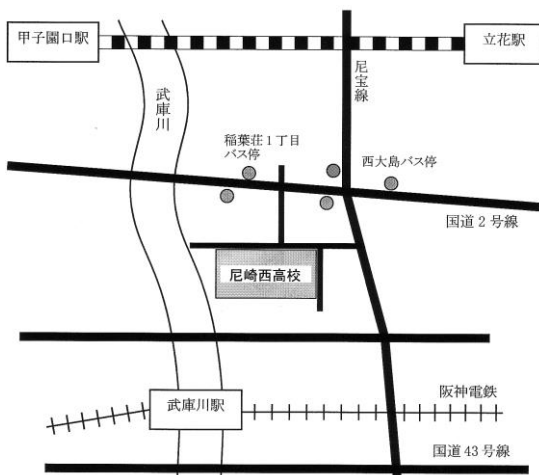 甲子園口駅
立花駅
武庫川
尼宝線
稲葉荘1丁目
バス停
西大島バス停
国道2号線
尼崎西高校
武庫川駅
阪神電鉄
国道43号線